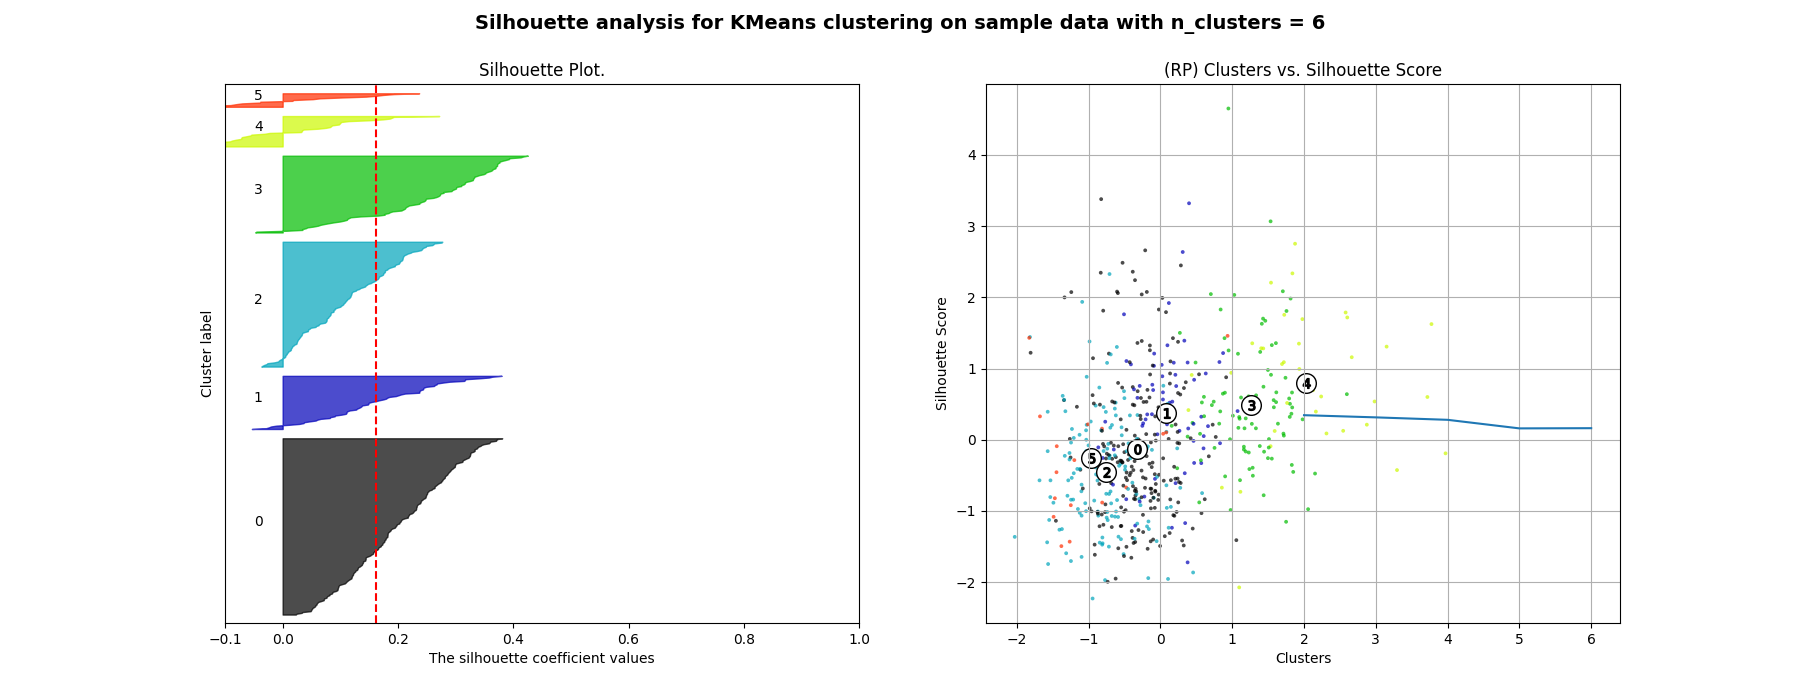 Silhouette analysis for KMeans clustering on sample data with n_clusters = 6
Silhouette Plot.
Cluster label
5
4
3
2
1
0
−0.1 0.0 0.2 0.4 0.6 0.8 1.0
The silhouette coefficient values
(RP) Clusters vs. Silhouette Score
Silhouette Score
4
3
2
1
0
−1
−2
4
3
1
0
5
2
−2 −1 0 1 2 3 4 5 6
Clusters